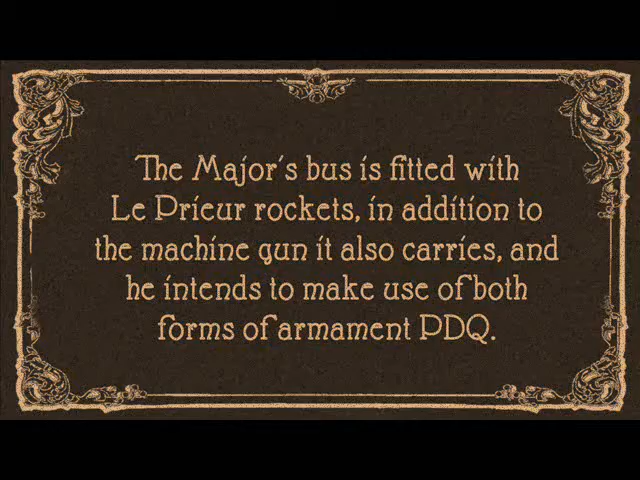 The Major's bus is fitted with
Le Prieur rockets, in addition to
the machine gun it also carries, and
he intends to make use of both
forms of armament PDQ.